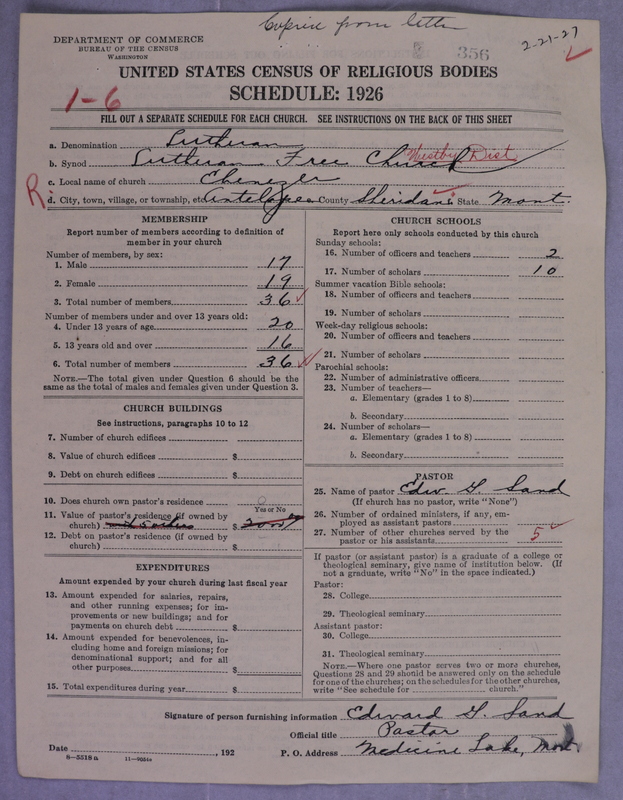 Copied from letter
DEPARTMENT OF COMMERCE
BUREAU OF THE CENSUS
WASHINGTON
356
2-21-27
UNITED STATES CENSUS OF RELIGIOUS BODIES
1-6
SCHEDULE: 1926
FILL OUT A SEPARATE SCHEDULE FOR EACH CHURCH. SEE INSTRUCTIONS ON THE BACK OF THIS SHEET
a. Denomination Lutheran
b. Synod Lutheran Free Church Westby Dist
c. Local name of church Ebenezer
R. d. City, town, village, or township, etc. Antelope County Sheridan State Mont.
MEMBERSHIP
Report number of members according to definition of
member in your church
Number of members, by sex:
1. Male 17
2. Female 19
3. Total number of members 36
Number of members under and over 13 years old:
4. Under 13 years of age 20
5. 13 years old and over 16
6. Total number of members 36
NOTE.—The total given under Question 6 should be the
same as the total of males and females given under Question 3.
CHURCH BUILDINGS
See instructions, paragraphs 10 to 12
7. Number of church edifices
8. Value of church edifices $
9. Debt on church edifices $
10. Does church own pastor's residence
Yes or No
11. Value of pastor's residence (if owned by
church) $ 2000
12. Debt on pastor's residence (if owned by
church) $
EXPENDITURES
Amount expended by your church during last fiscal year
13. Amount expended for salaries, repairs,
and other running expenses; for im-
provements or new buildings; and for
payments on church debt $
14. Amount expended for benevolences, in-
cluding home and foreign missions; for
denominational support; and for all
other purposes $
15. Total expenditures during year $
CHURCH SCHOOLS
Report here only schools conducted by this church
Sunday schools:
16. Number of officers and teachers 2
17. Number of scholars 10
Summer vacation Bible schools:
18. Number of officers and teachers
19. Number of scholars
Week-day religious schools:
20. Number of officers and teachers
21. Number of scholars
Parochial schools:
22. Number of administrative officers
23. Number of teachers—
a. Elementary (grades 1 to 8)
b. Secondary
24. Number of scholars—
a. Elementary (grades 1 to 8)
b. Secondary
PASTOR
25. Name of pastor Edw. G. Sand
(If church has no pastor, write "None")
26. Number of ordained ministers, if any, em-
ployed as assistant pastors
27. Number of other churches served by the
pastor or his assistants 5
If pastor (or assistant pastor) is a graduate of a college or
theological seminary, give name of institution below. (If
not a graduate, write "No" in the space indicated.)
Pastor:
28. College
29. Theological seminary
Assistant pastor:
30. College
31. Theological seminary
NOTE.—Where one pastor serves two or more churches,
Questions 28 and 29 should be answered only on the schedule
for one of the churches; on the schedules for the other churches,
write "See schedule for church."
Signature of person furnishing information Edward G. Sand
Official title Pastor
Date , 192 P. O. Address Medicine Lake, Mont.
8-5518 a